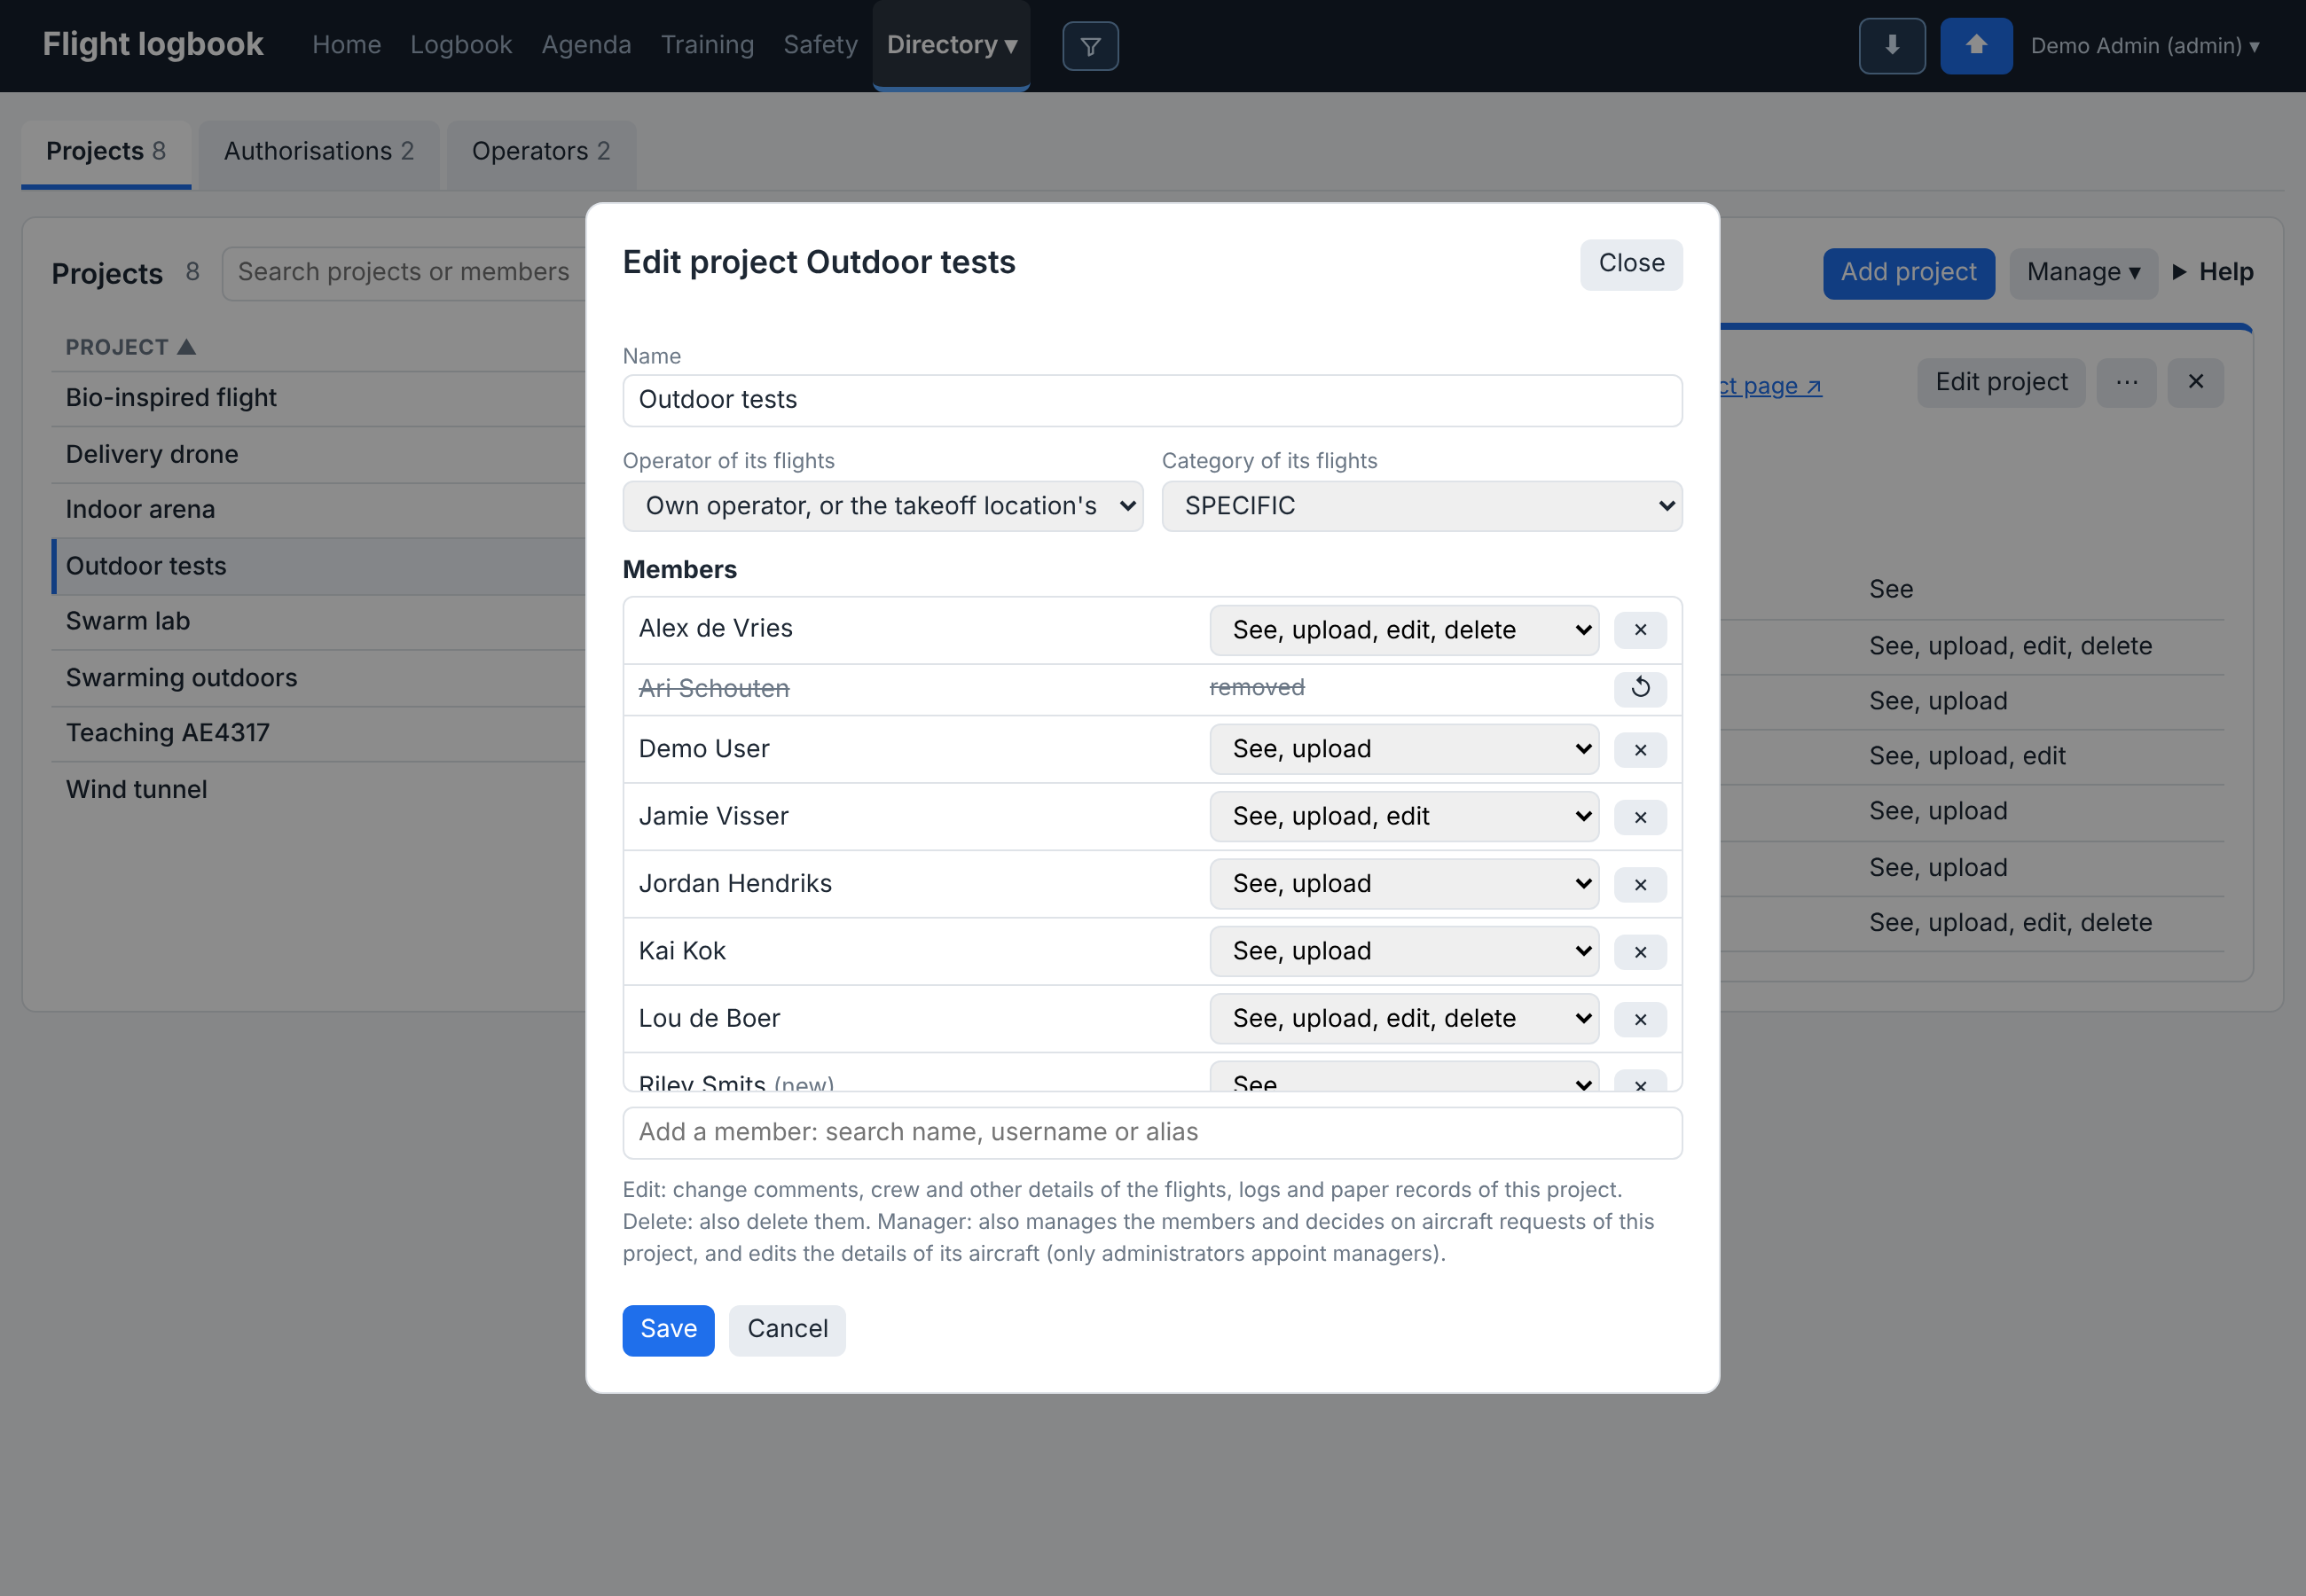 Flight logbook Home Logbook Agenda Training Safety Directory ▾ Demo Admin (admin) ▾
Projects 8 Authorisations 2 Operators 2
Projects 8 Search projects or members Add project Manage ▾ ▶ Help
PROJECT ▲
Bio-inspired flight
Delivery drone
Indoor arena
Outdoor tests
Swarm lab
Swarming outdoors
Teaching AE4317
Wind tunnel
ct page ↗ Edit project ⋯ ×
See
See, upload, edit, delete
See, upload
See, upload, edit
See, upload
See, upload
See, upload, edit, delete
Edit project Outdoor tests Close
Name
Outdoor tests
Operator of its flights Category of its flights
Own operator, or the takeoff location's SPECIFIC
Members
Alex de Vries See, upload, edit, delete ×
Ari Schouten removed
Demo User See, upload ×
Jamie Visser See, upload, edit ×
Jordan Hendriks See, upload ×
Kai Kok See, upload ×
Lou de Boer See, upload, edit, delete ×
Riley Smits (new) See ×
Add a member: search name, username or alias
Edit: change comments, crew and other details of the flights, logs and paper records of this project.
Delete: also delete them. Manager: also manages the members and decides on aircraft requests of this
project, and edits the details of its aircraft (only administrators appoint managers).
Save Cancel